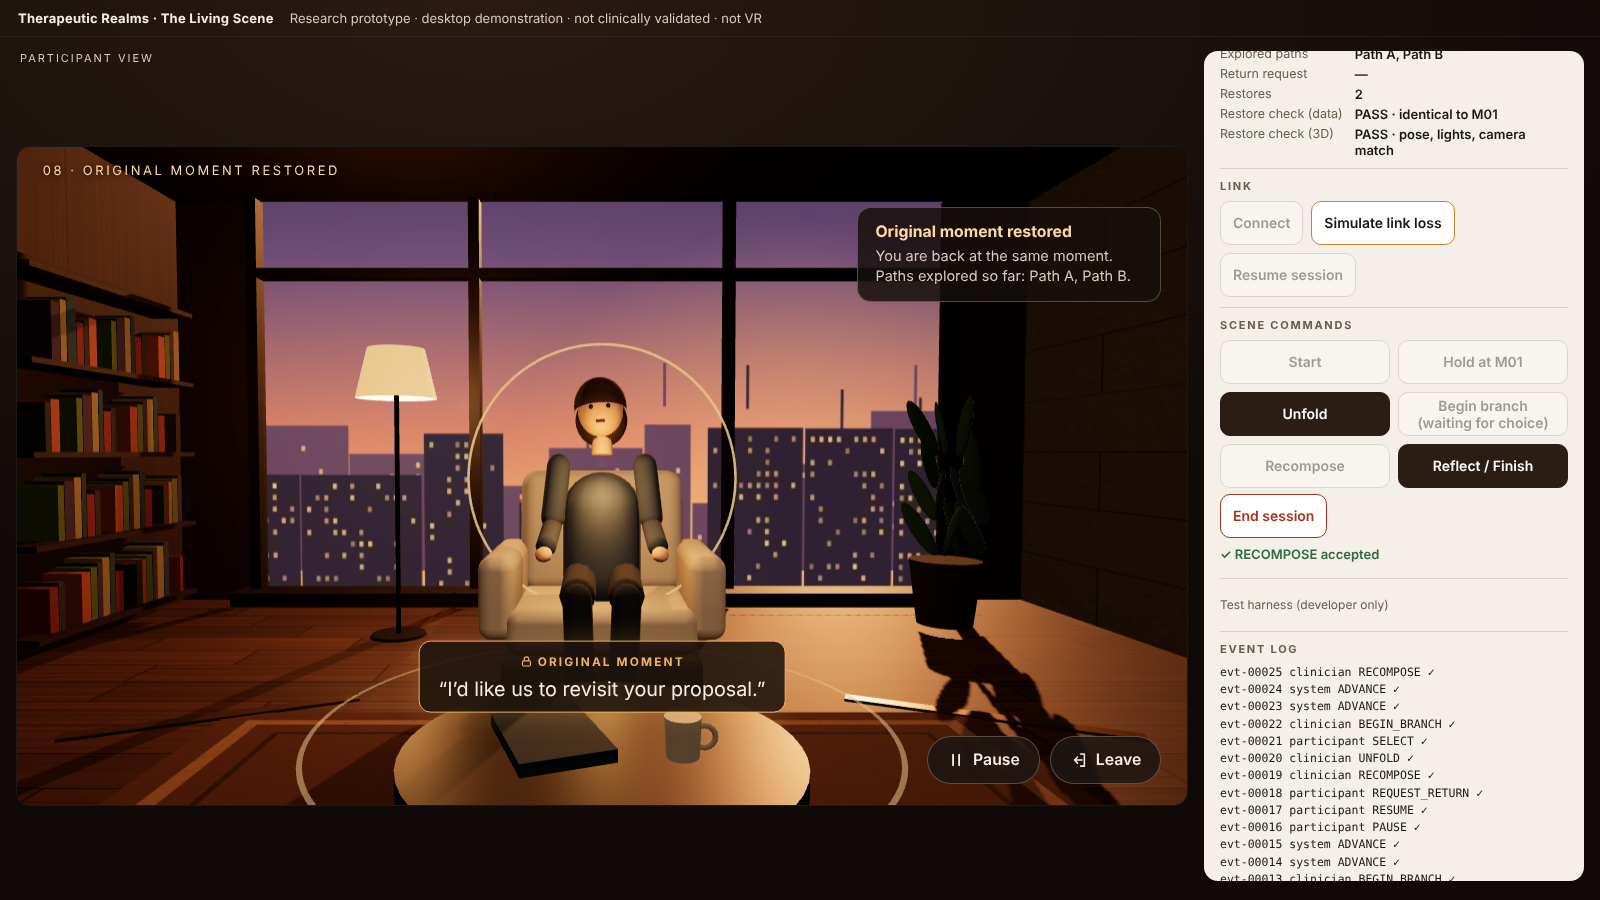 Therapeutic Realms · The Living Scene Research prototype · desktop demonstration · not clinically validated · not VR
PARTICIPANT VIEW
08 · ORIGINAL MOMENT RESTORED
Original moment restored
You are back at the same moment.
Paths explored so far: Path A, Path B.
ORIGINAL MOMENT
“I’d like us to revisit your proposal.”
Pause
Leave
Explored paths Path A, Path B
Return request —
Restores 2
Restore check (data) PASS · identical to M01
Restore check (3D) PASS · pose, lights, camera
match
LINK
Connect
Simulate link loss
Resume session
SCENE COMMANDS
Start
Hold at M01
Unfold
Begin branch
(waiting for choice)
Recompose
Reflect / Finish
End session
✓ RECOMPOSE accepted
Test harness (developer only)
EVENT LOG
evt-00025 clinician RECOMPOSE ✓
evt-00024 system ADVANCE ✓
evt-00023 system ADVANCE ✓
evt-00022 clinician BEGIN_BRANCH ✓
evt-00021 participant SELECT ✓
evt-00020 clinician UNFOLD ✓
evt-00019 clinician RECOMPOSE ✓
evt-00018 participant REQUEST_RETURN ✓
evt-00017 participant RESUME ✓
evt-00016 participant PAUSE ✓
evt-00015 system ADVANCE ✓
evt-00014 system ADVANCE ✓
evt-00013 clinician BEGIN_BRANCH ✓